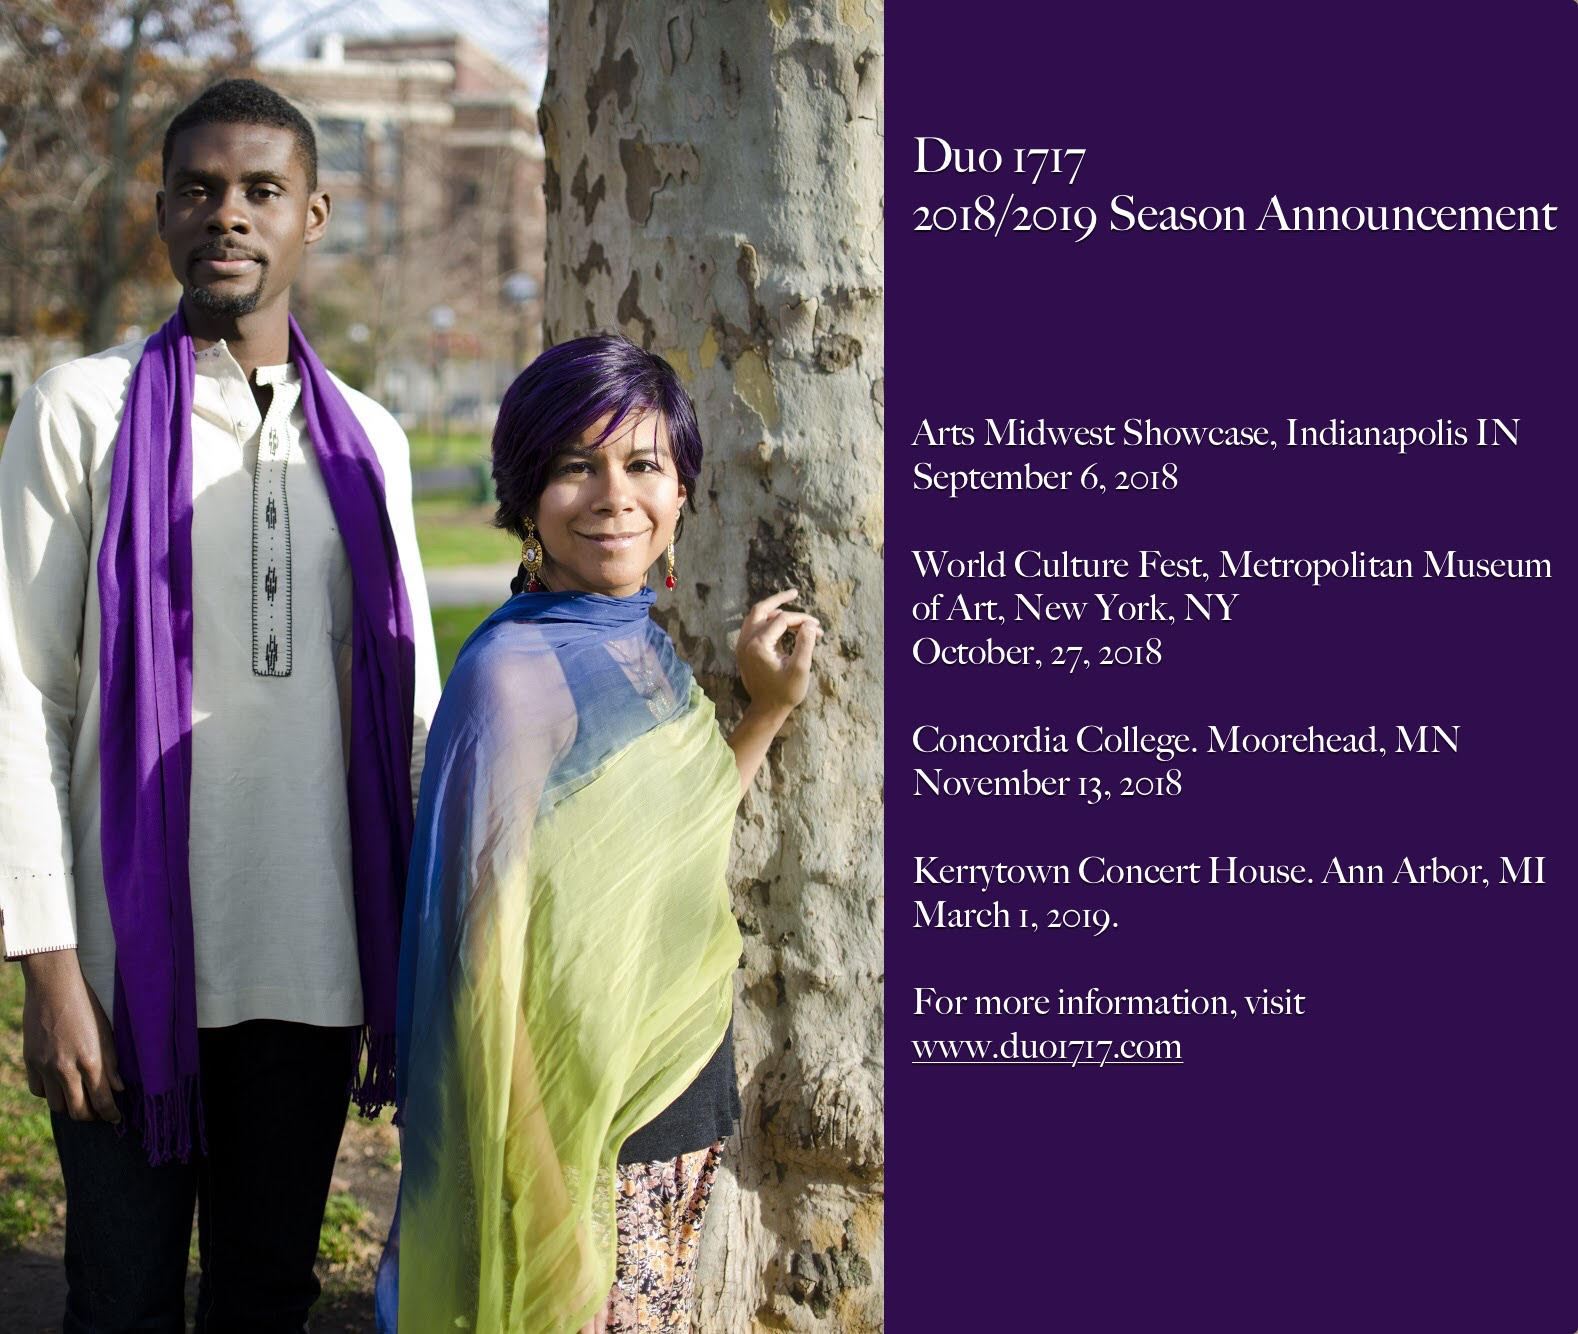 Duo 1717
2018/2019 Season Announcement
Arts Midwest Showcase, Indianapolis IN
September 6, 2018
World Culture Fest, Metropolitan Museum
of Art, New York, NY
October, 27, 2018
Concordia College. Moorehead, MN
November 13, 2018
Kerrytown Concert House. Ann Arbor, MI
March 1, 2019.
For more information, visit
www.duo1717.com